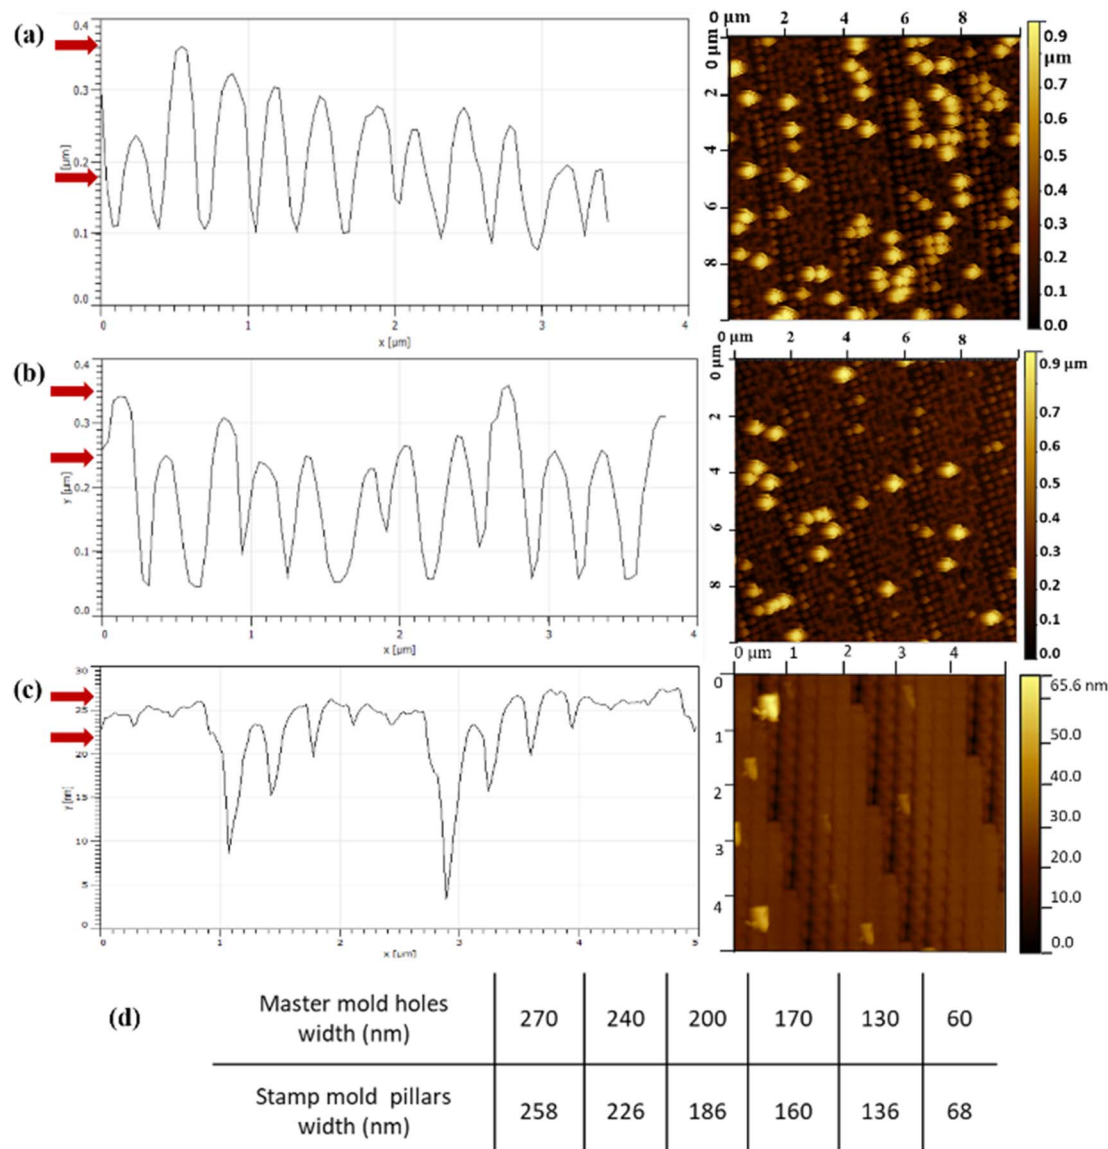 (a)
0.4
0.3
0.2
0.1
0.0
[µm]
0 1 2 3 4
x [µm]
0 µm 2 4 6 8
0 µm
2
4
6
8
0.9
µm
0.7
0.6
0.5
0.4
0.3
0.1
0.0
(b)
0.4
0.3
0.2
0.1
0.0
y [µm]
0 1 2 3 4
x [µm]
0 µm 2 4 6 8
0 µm
2
4
6
8
0.9 µm
0.7
0.6
0.5
0.4
0.3
0.2
0.1
0.0
(c)
30
25
20
15
10
5
0
y [nm]
0 1 2 3 4 5
x [µm]
0 µm 1 2 3 4
0
1
2
3
4
65.6 nm
50.0
40.0
30.0
20.0
10.0
0.0
(d)
Master mold holes
width (nm)
270 240 200 170 130 60
Stamp mold pillars
width (nm)
258 226 186 160 136 68